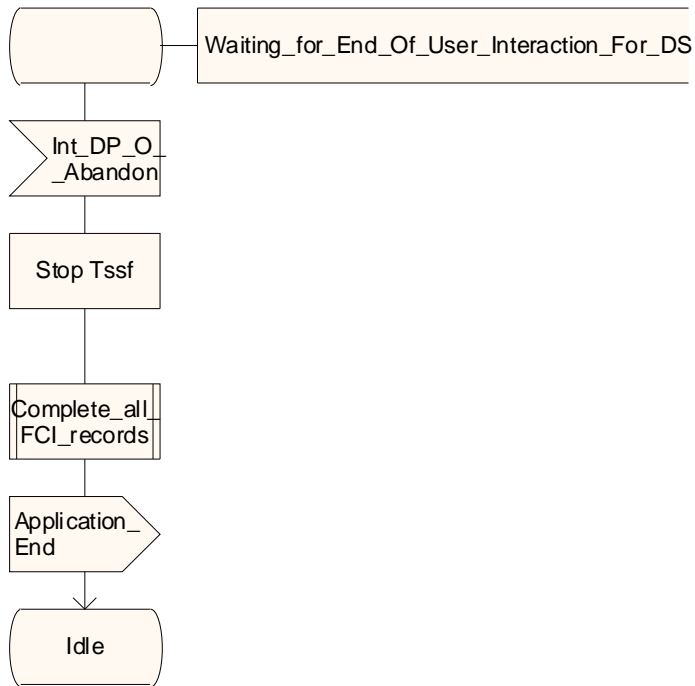 Waiting_for_End_Of_User_Interaction_For_DS
Int_DP_O_
_Abandon
Stop Tssf
Complete_all_
FCI_records
Application_
End
Idle